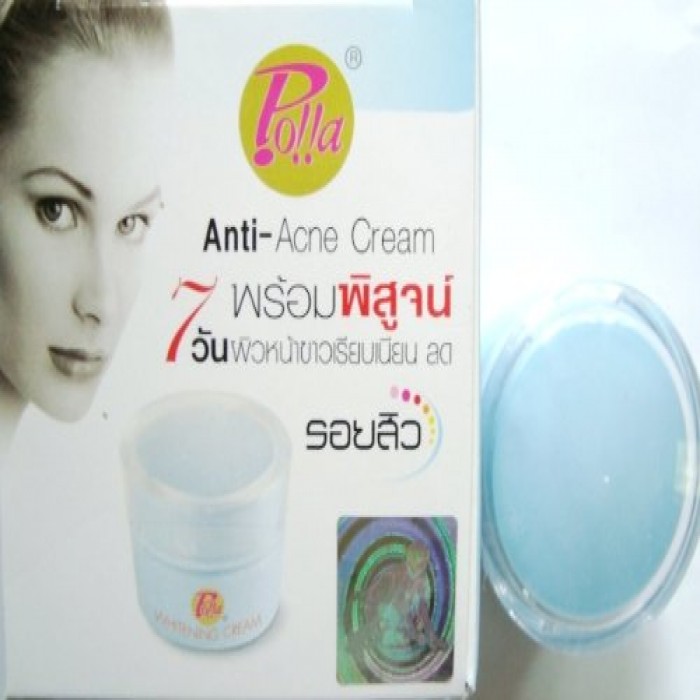 Polla ®
Anti-Acne Cream
7 วัน พร้อมพิสูจน์
ผิวหน้าขาวเรียบเนียน ลด
รอยสิว
Polla ®
WHITENING CREAM